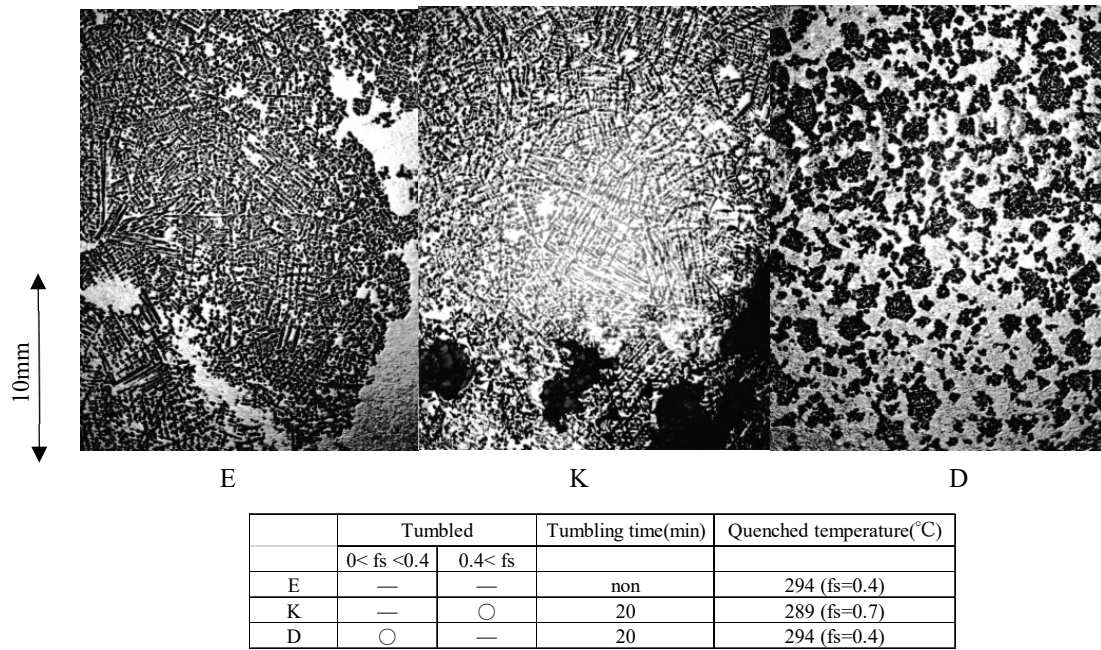 10mm
E K D
Tumbled Tumbling time(min) Quenched temperature(℃)
0< fs <0.4 0.4< fs
E — — non 294 (fs=0.4)
K — ○ 20 289 (fs=0.7)
D ○ — 20 294 (fs=0.4)